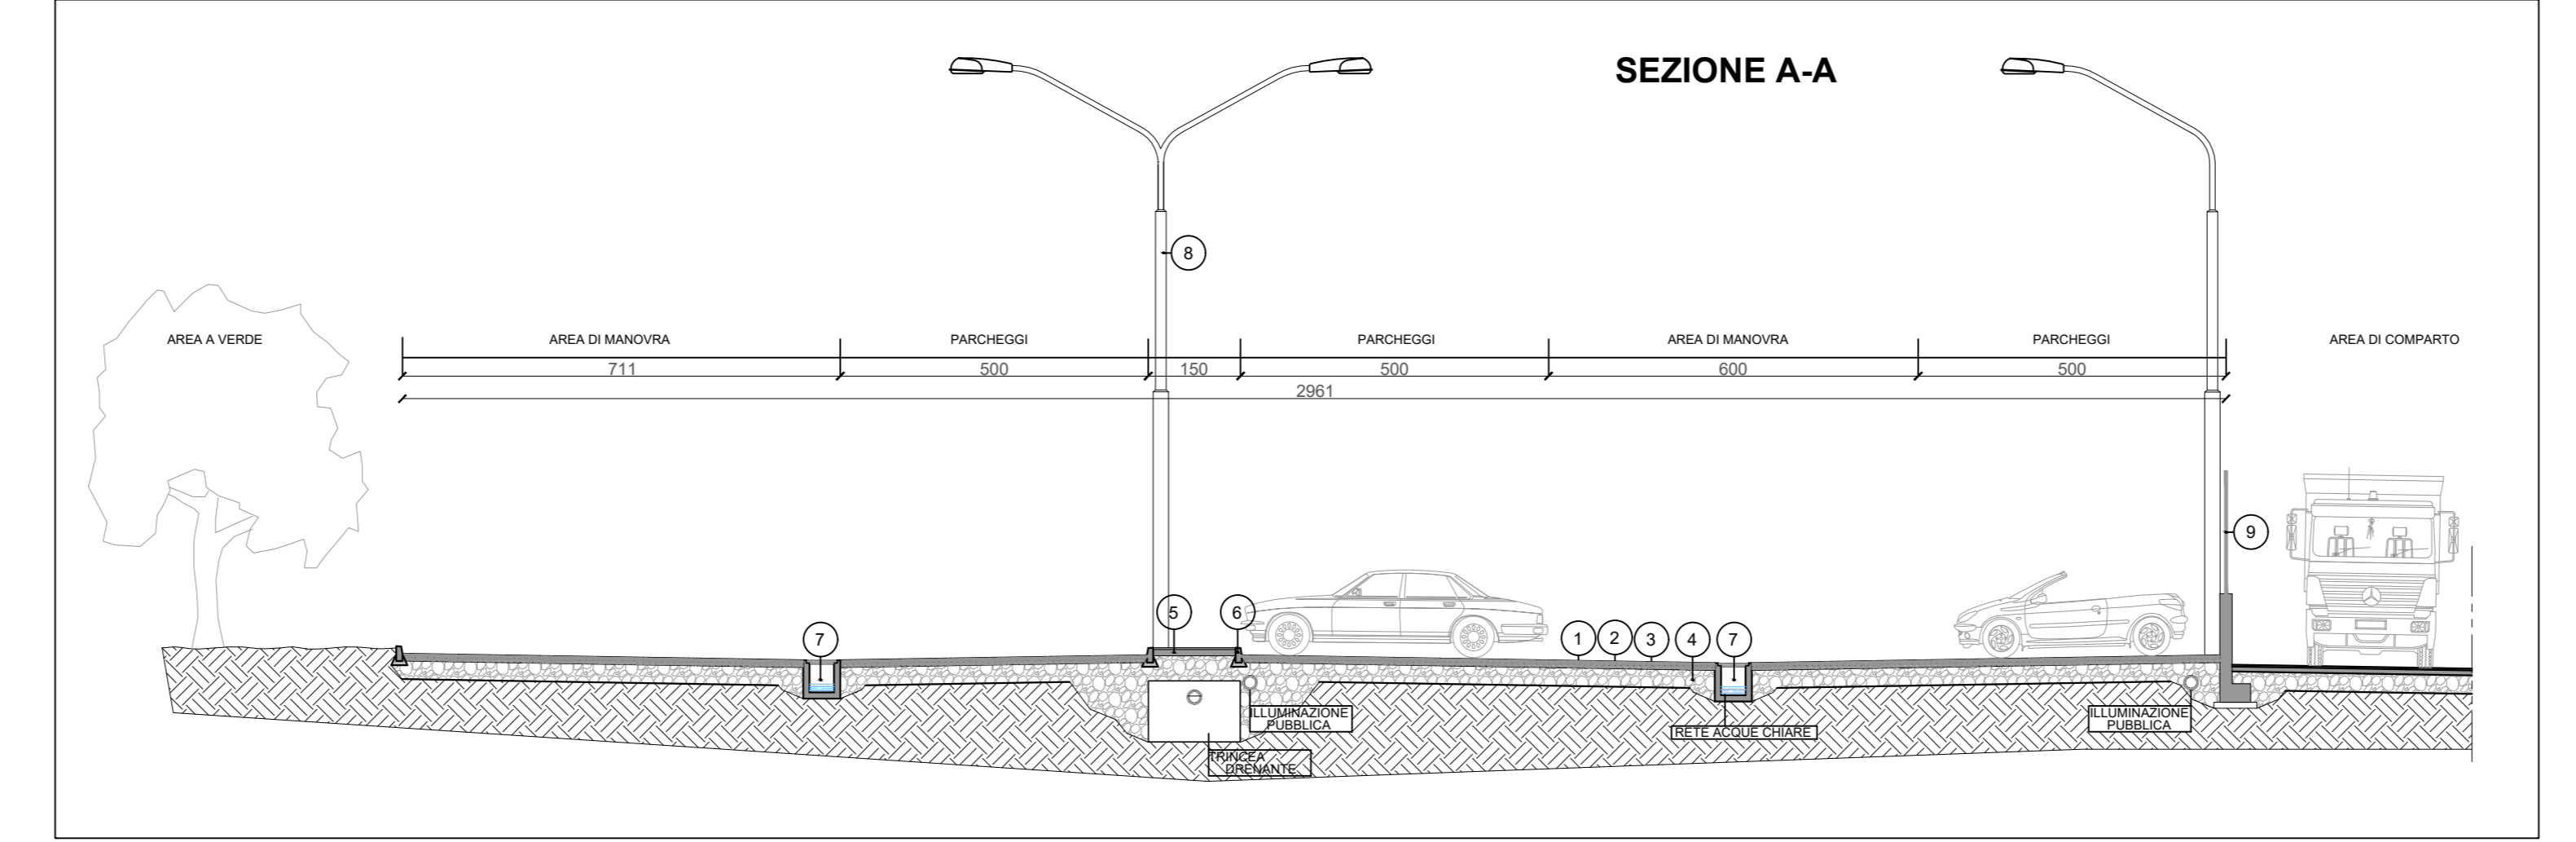 SEZIONE A-A
8
AREA A VERDE
AREA DI MANOVRA
PARCHEGGI
PARCHEGGI
AREA DI MANOVRA
PARCHEGGI
AREA DI COMPARTO
711
500
150
500
600
500
2961
9
5
6
7
1
2
3
4
7
ILLUMINAZIONE
PUBBLICA
TRINCEA
DRENANTE
RETE ACQUE CHIARE
ILLUMINAZIONE
PUBBLICA